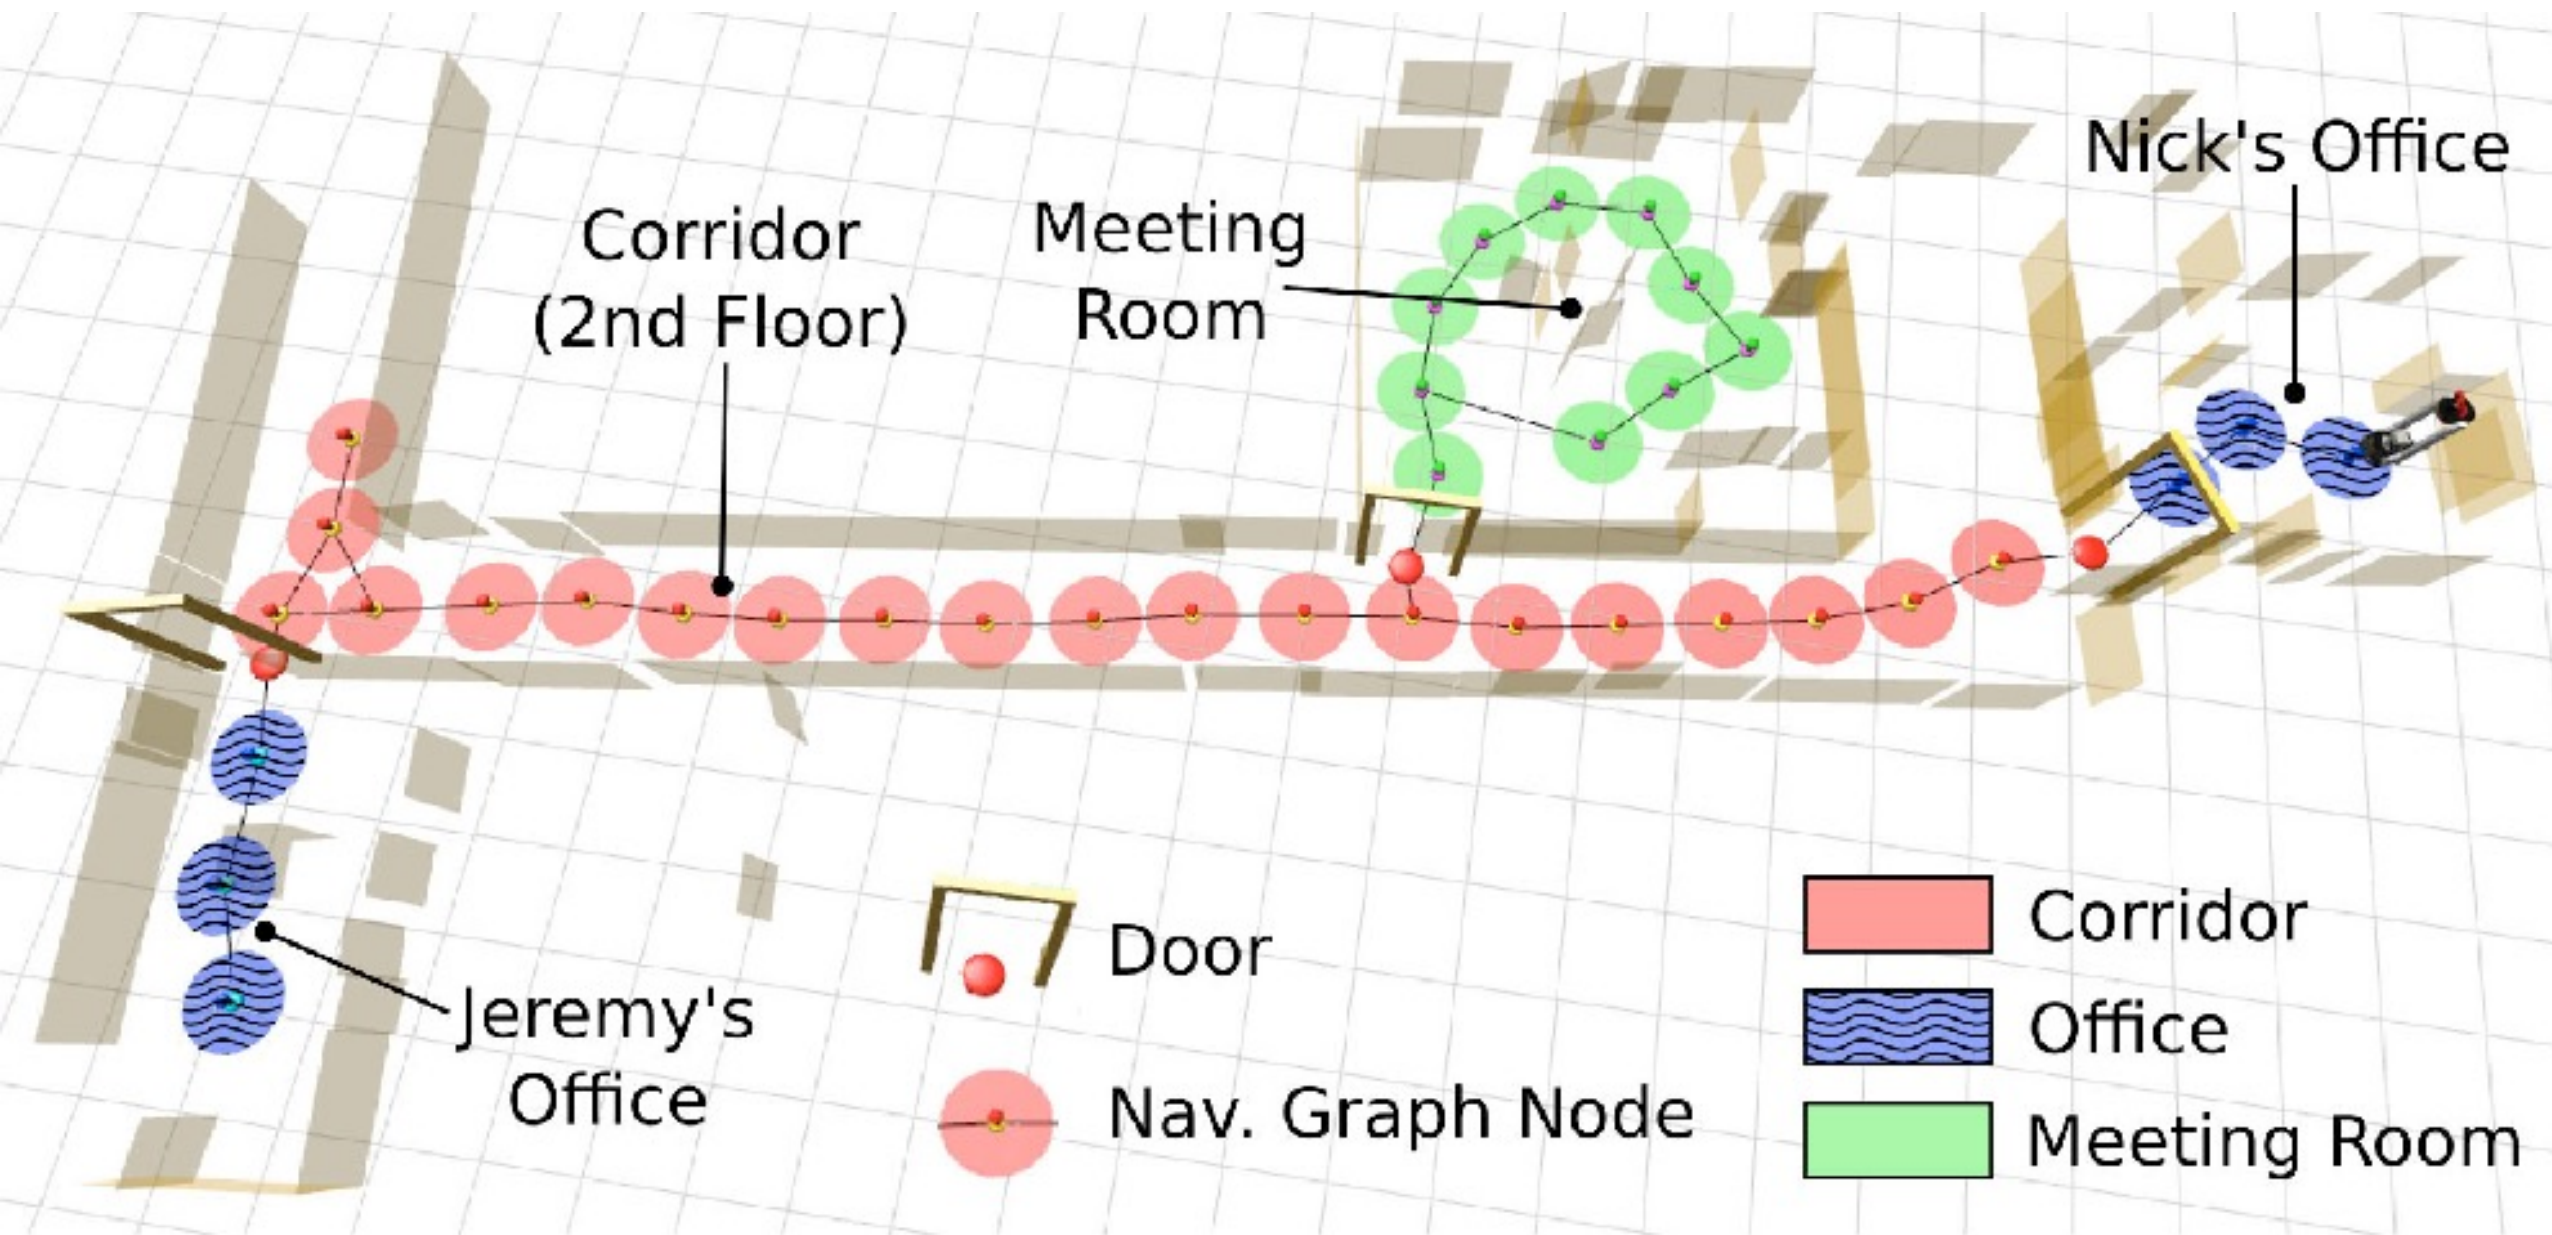 Nick's Office
Corridor
(2nd Floor)
Meeting
Room
Jeremy's
Office
Door
Nav. Graph Node
Corridor
Office
Meeting Room